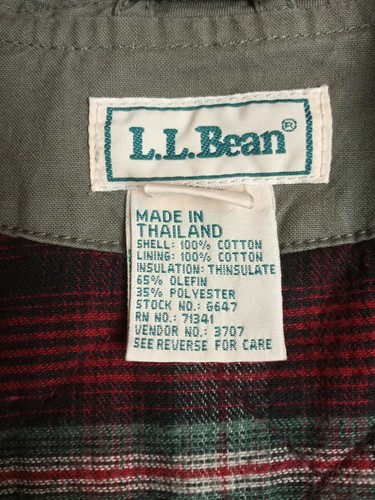 L.L.Bean®
MADE IN
THAILAND
SHELL: 100% COTTON
LINING: 100% COTTON
INSULATION: THINSULATE
65% OLEFIN
35% POLYESTER
STOCK NO.: G647
RN NO.: 71341
VENDOR NO.: 3707
SEE REVERSE FOR CARE